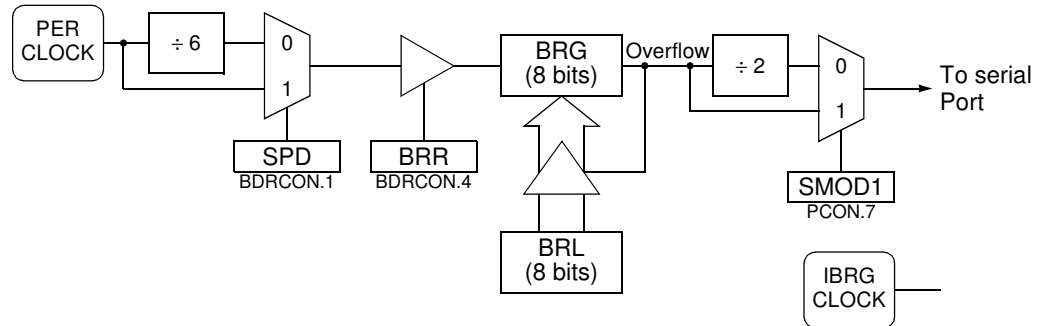 PER
CLOCK
÷ 6
0
1
SPD
BDRCON.1
BRR
BDRCON.4
BRG
(8 bits)
Overflow
BRL
(8 bits)
÷ 2
0
1
SMOD1
PCON.7
To serial
Port
IBRG
CLOCK